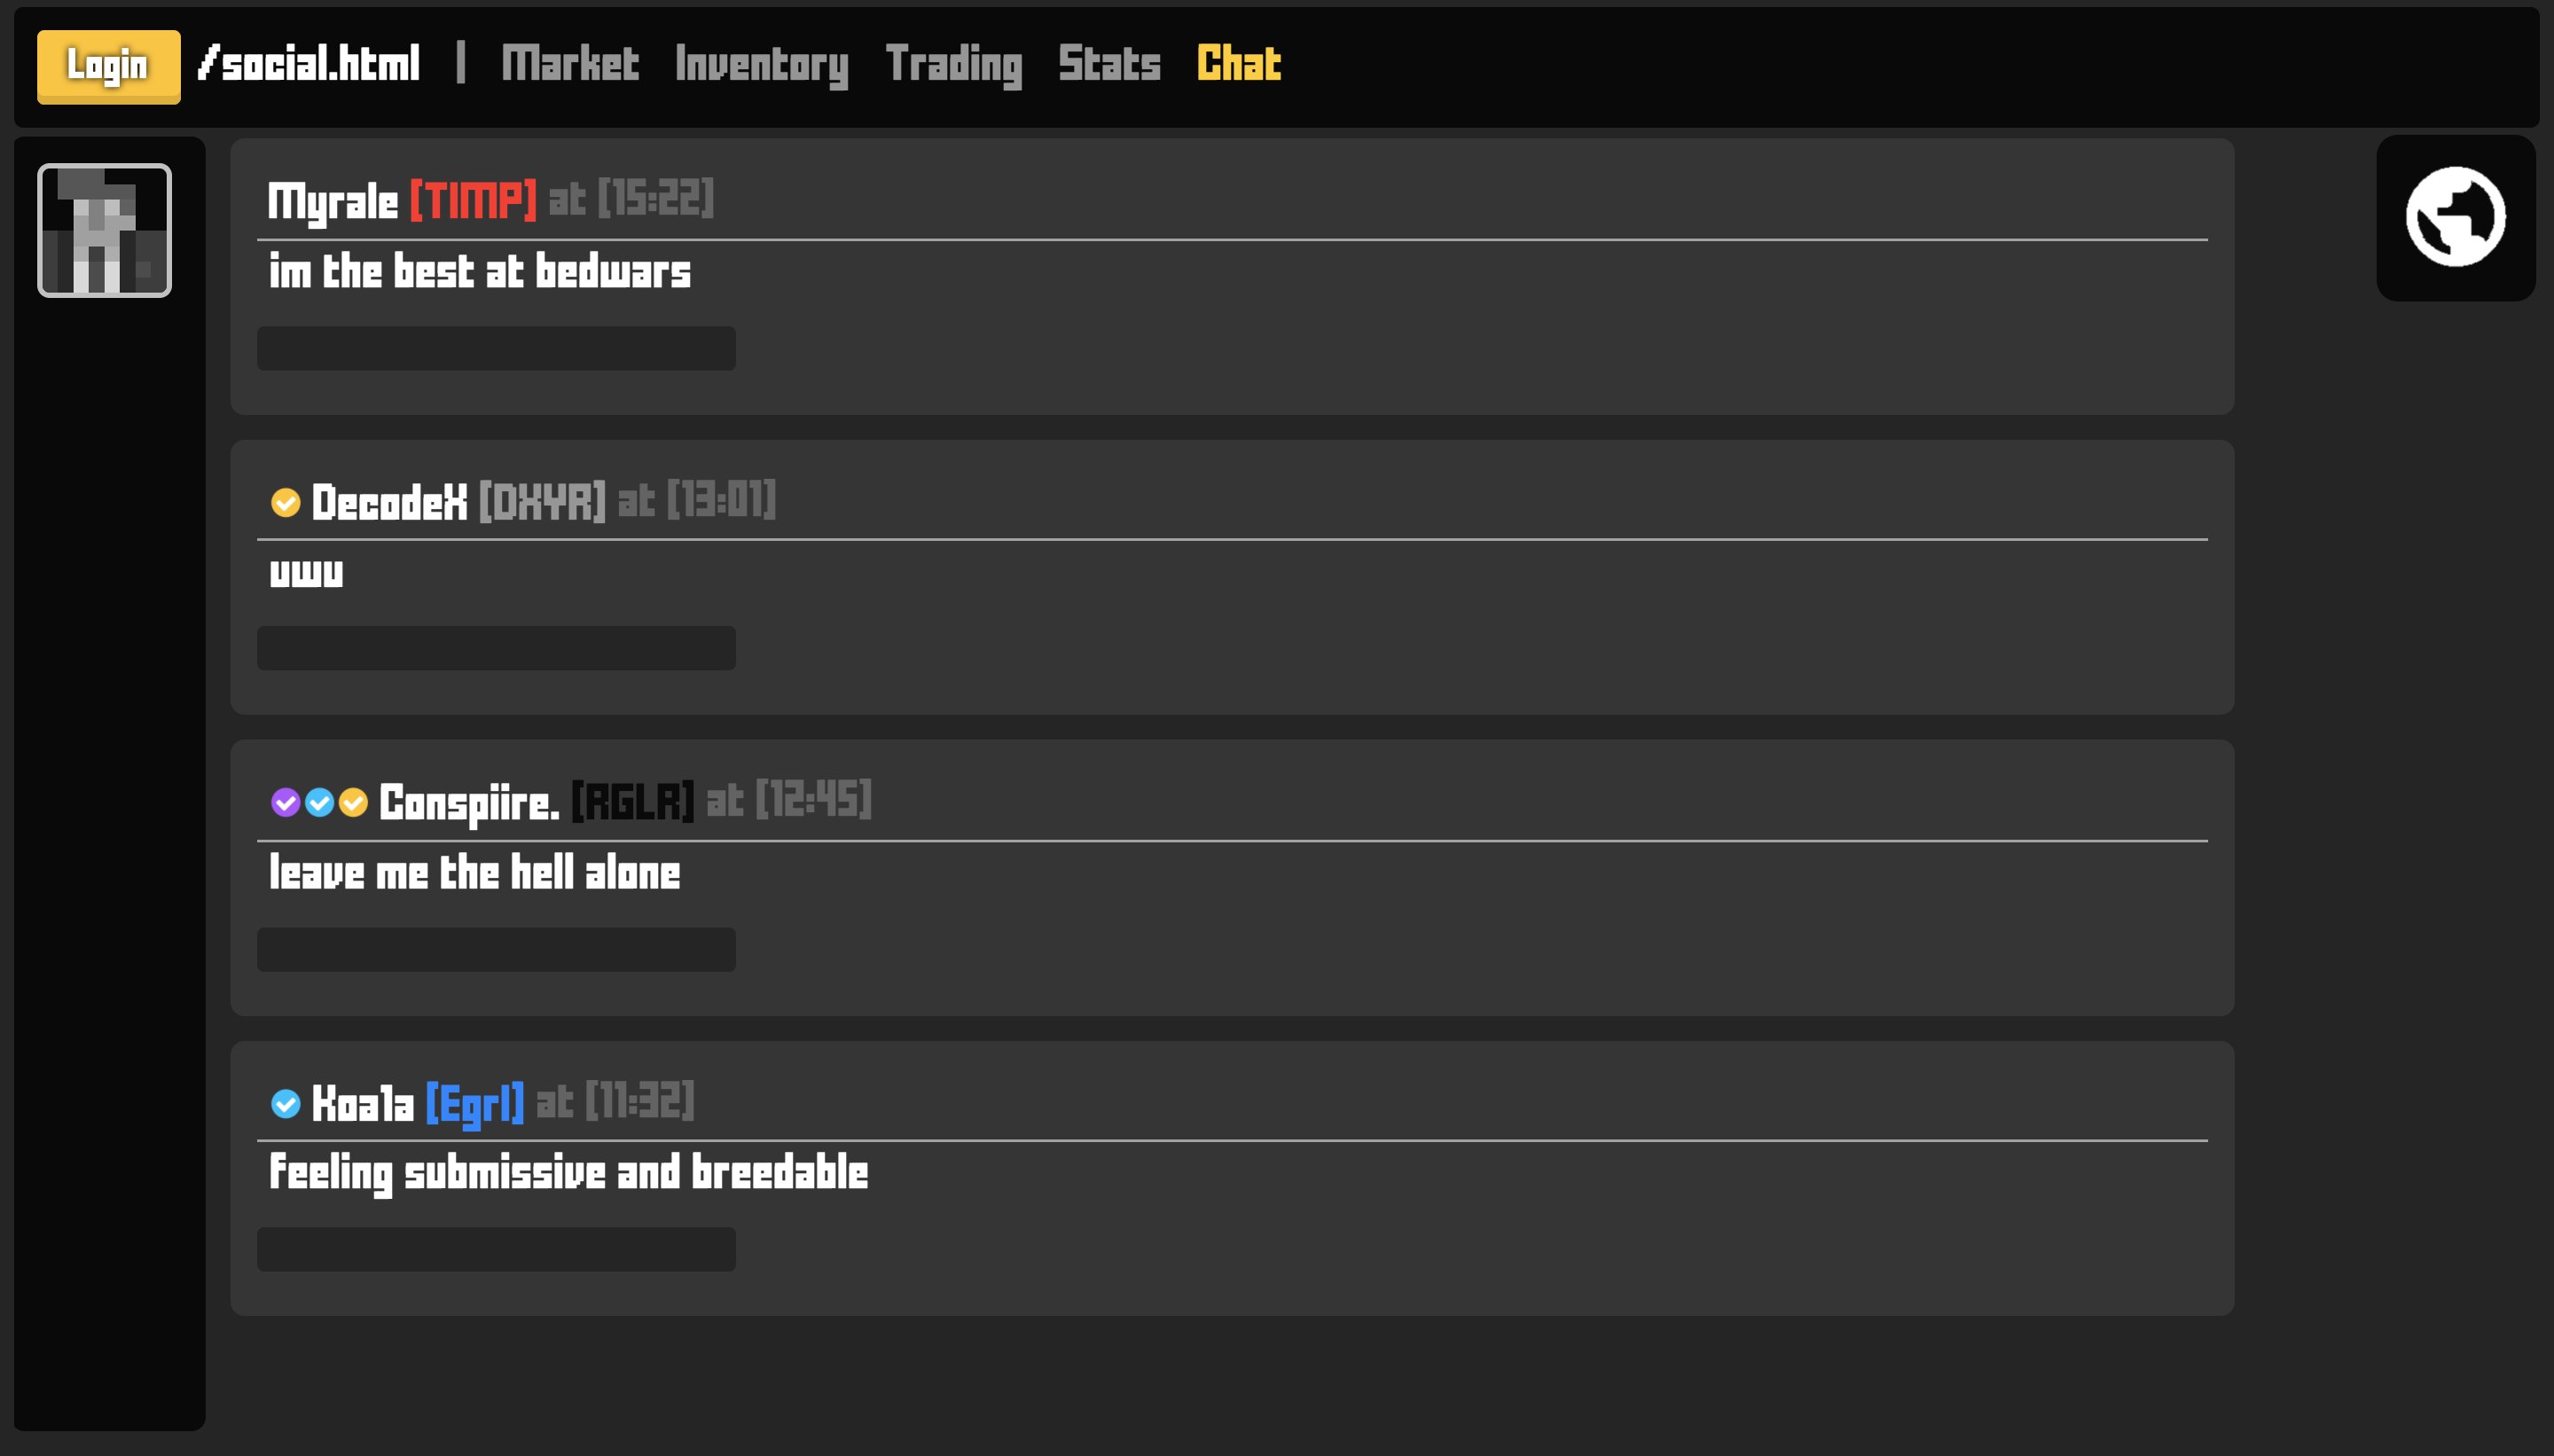 Login /social.html | Market Inventory Trading Stats Chat
Myrale [TIMP] at [15:22]
im the best at bedwars
DecodeX [DXYR] at [13:01]
uwu
Conspiire. [RGLR] at [12:45]
leave me the hell alone
Koa1a [Egrl] at [11:32]
feeling submissive and breedable